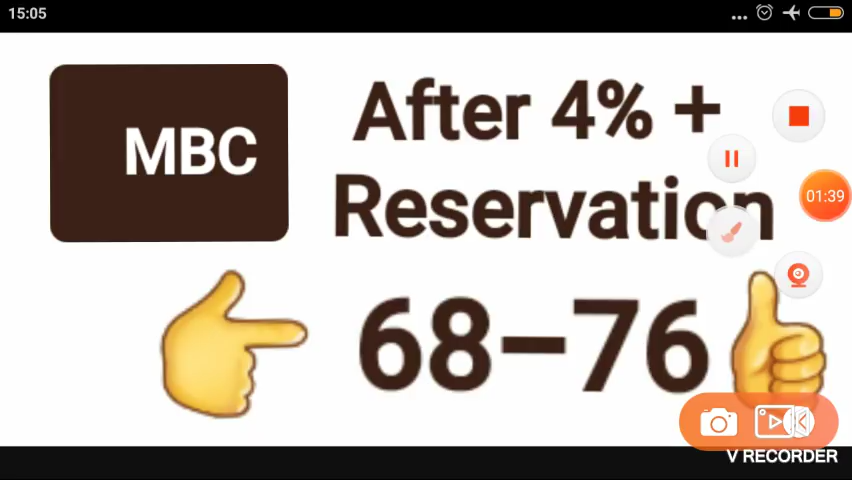 15:05
MBC
After 4% +
Reservation
01:39
68–76
V RECORDER